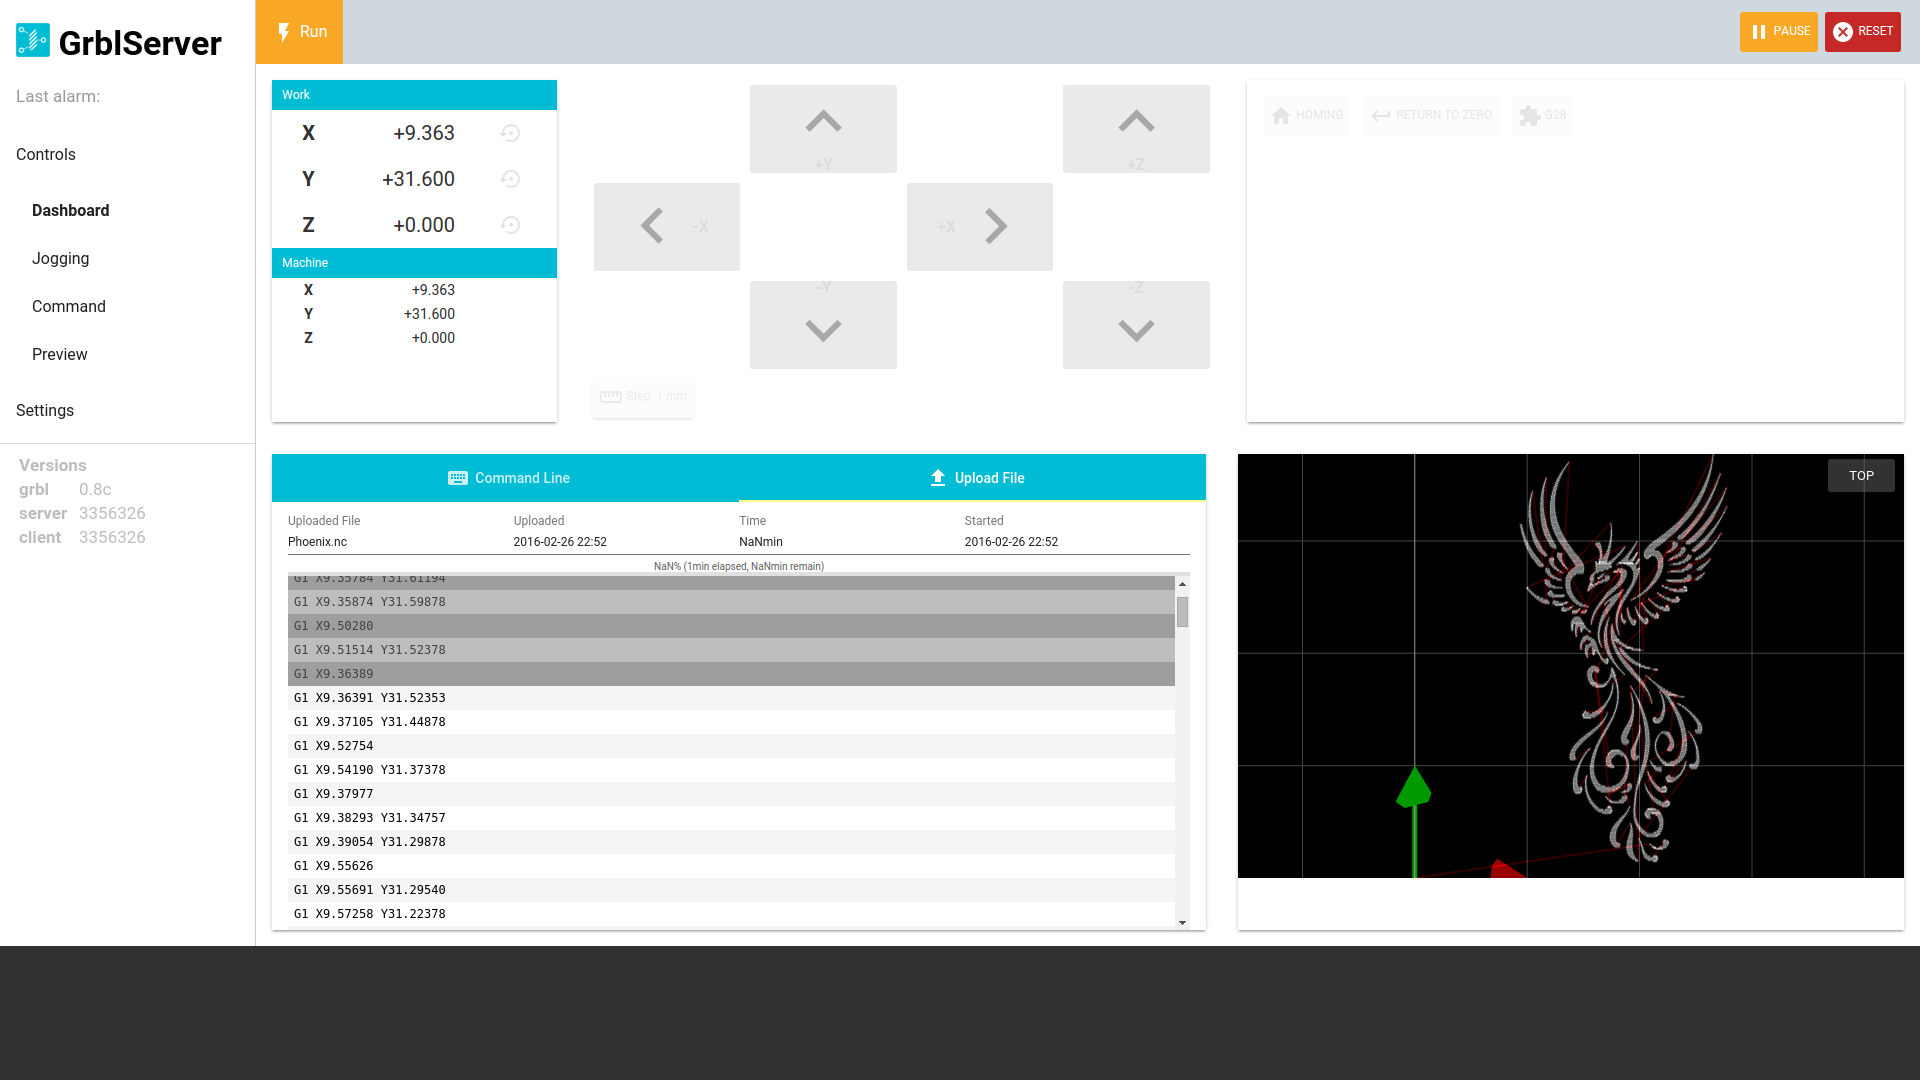 GrblServer
Last alarm:
Controls
Dashboard
Jogging
Command
Preview
Settings
Versions
grbl 0.8c
server 3356326
client 3356326
Run
PAUSE
RESET
Work
X +9.363
Y +31.600
Z +0.000
Machine
X +9.363
Y +31.600
Z +0.000
+Y
+Z
-X
+X
-Y
-Z
Step: 1 mm
HOMING
RETURN TO ZERO
G28
Command Line
Upload File
Uploaded File Uploaded Time Started
Phoenix.nc 2016-02-26 22:52 NaNmin 2016-02-26 22:52
NaN% (1min elapsed, NaNmin remain)
G1 X9.35784 Y31.61194
G1 X9.35874 Y31.59878
G1 X9.50280
G1 X9.51514 Y31.52378
G1 X9.36389
G1 X9.36391 Y31.52353
G1 X9.37105 Y31.44878
G1 X9.52754
G1 X9.54190 Y31.37378
G1 X9.37977
G1 X9.38293 Y31.34757
G1 X9.39054 Y31.29878
G1 X9.55626
G1 X9.55691 Y31.29540
G1 X9.57258 Y31.22378
TOP